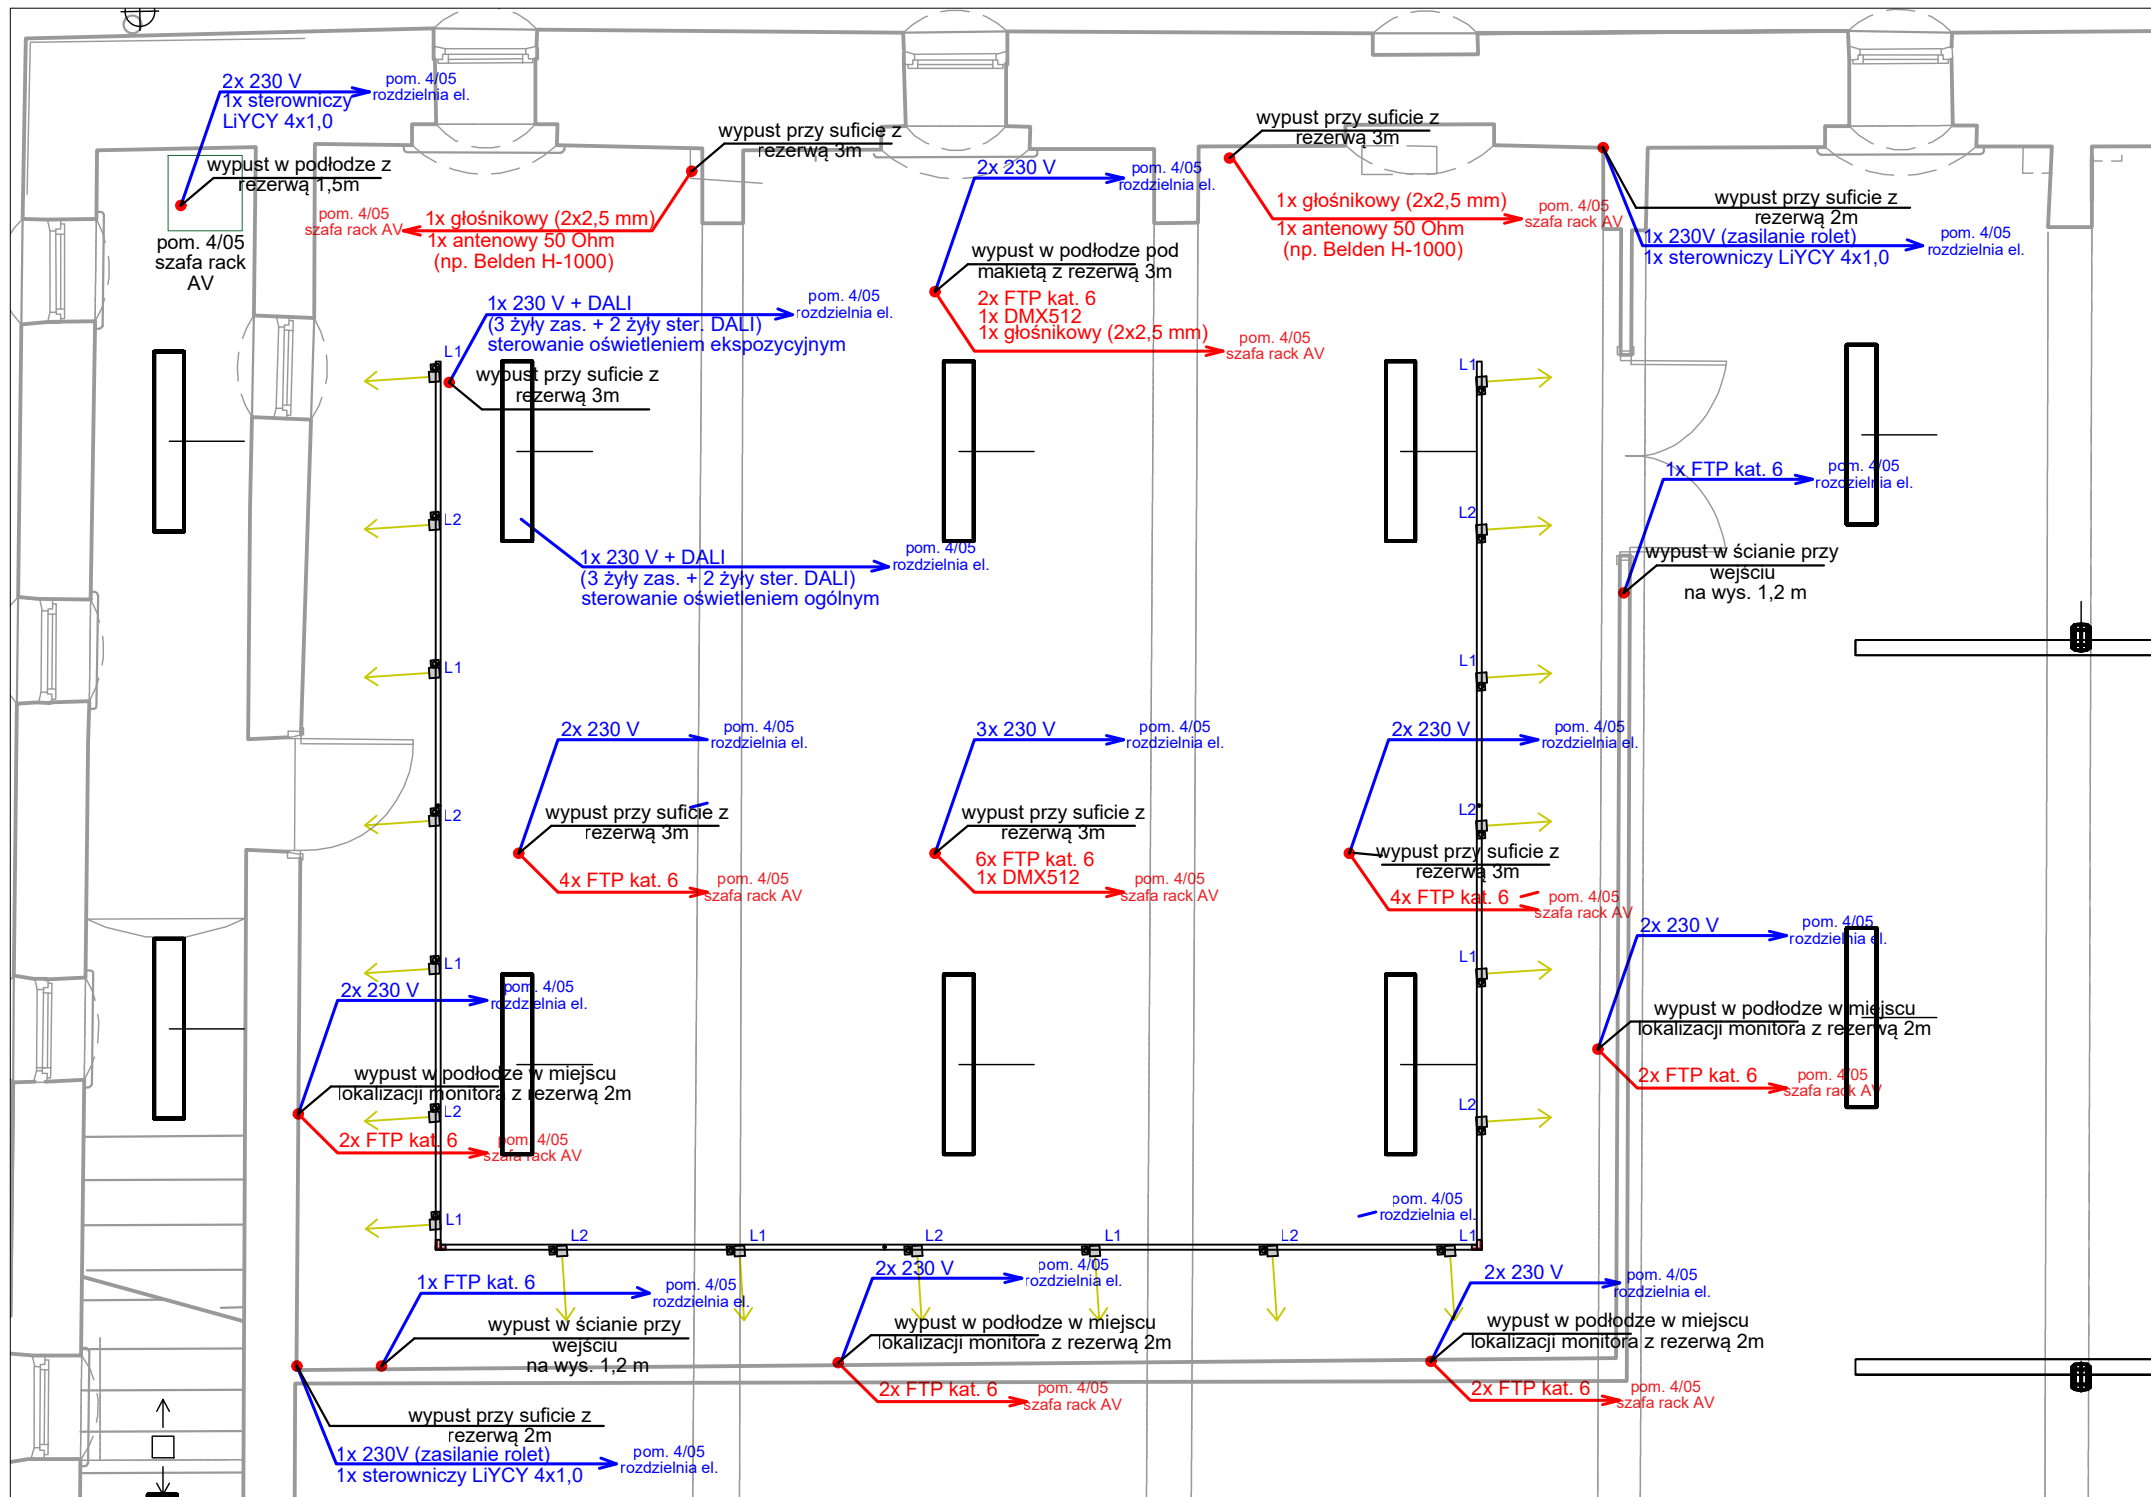 2x 230 V
1x sterowniczy
LiYCY 4x1,0
pom. 4/05
rozdzielnia el.
wypust w podłodze z
rezerwą 1,5m
pom. 4/05
szafa rack
AV
wypust przy suficie z
rezerwą 3m
pom. 4/05
szafa rack AV
1x głośnikowy (2x2,5 mm)
1x antenowy 50 Ohm
(np. Belden H-1000)
2x 230 V
pom. 4/05
rozdzielnia el.
wypust w podłodze pod
makietą z rezerwą 3m
2x FTP kat. 6
1x DMX512
1x głośnikowy (2x2,5 mm)
pom. 4/05
szafa rack AV
wypust przy suficie z
rezerwą 3m
1x głośnikowy (2x2,5 mm)
1x antenowy 50 Ohm
(np. Belden H-1000)
pom. 4/05
szafa rack AV
wypust przy suficie z
rezerwą 2m
1x 230V (zasilanie rolet)
1x sterowniczy LiYCY 4x1,0
pom. 4/05
rozdzielnia el.
1x 230 V + DALI
(3 żyły zas. + 2 żyły ster. DALI)
sterowanie oświetleniem ekspozycyjnym
pom. 4/05
rozdzielnia el.
wypust przy suficie z
rezerwą 3m
L1
L1
L2
L2
1x 230 V + DALI
(3 żyły zas. + 2 żyły ster. DALI)
sterowanie oświetleniem ogólnym
pom. 4/05
rozdzielnia el.
1x FTP kat. 6
pom. 4/05
rozdzielnia el.
wypust w ścianie przy
wejściu
na wys. 1,2 m
L1
L1
2x 230 V
pom. 4/05
rozdzielnia el.
wypust przy suficie z
rezerwą 3m
4x FTP kat. 6
pom. 4/05
szafa rack AV
3x 230 V
pom. 4/05
rozdzielnia el.
wypust przy suficie z
rezerwą 3m
6x FTP kat. 6
1x DMX512
pom. 4/05
szafa rack AV
2x 230 V
pom. 4/05
rozdzielnia el.
wypust przy suficie z
rezerwą 3m
4x FTP kat. 6
pom. 4/05
szafa rack AV
L2
L2
L1
L1
2x 230 V
pom. 4/05
rozdzielnia el.
wypust w podłodze w miejscu
lokalizacji monitora z rezerwą 2m
2x FTP kat. 6
pom. 4/05
szafa rack AV
2x 230 V
pom. 4/05
rozdzielnia el.
wypust w podłodze w miejscu
lokalizacji monitora z rezerwą 2m
2x FTP kat. 6
pom. 4/05
szafa rack AV
L2
L2
pom. 4/05
rozdzielnia el.
L1
L2
L1
L2
L1
L2
L1
1x FTP kat. 6
pom. 4/05
rozdzielnia el.
wypust w ścianie przy
wejściu
na wys. 1,2 m
2x 230 V
pom. 4/05
rozdzielnia el.
wypust w podłodze w miejscu
lokalizacji monitora z rezerwą 2m
2x FTP kat. 6
pom. 4/05
szafa rack AV
2x 230 V
pom. 4/05
rozdzielnia el.
wypust w podłodze w miejscu
lokalizacji monitora z rezerwą 2m
2x FTP kat. 6
pom. 4/05
szafa rack AV
wypust przy suficie z
rezerwą 2m
1x 230V (zasilanie rolet)
1x sterowniczy LiYCY 4x1,0
pom. 4/05
rozdzielnia el.